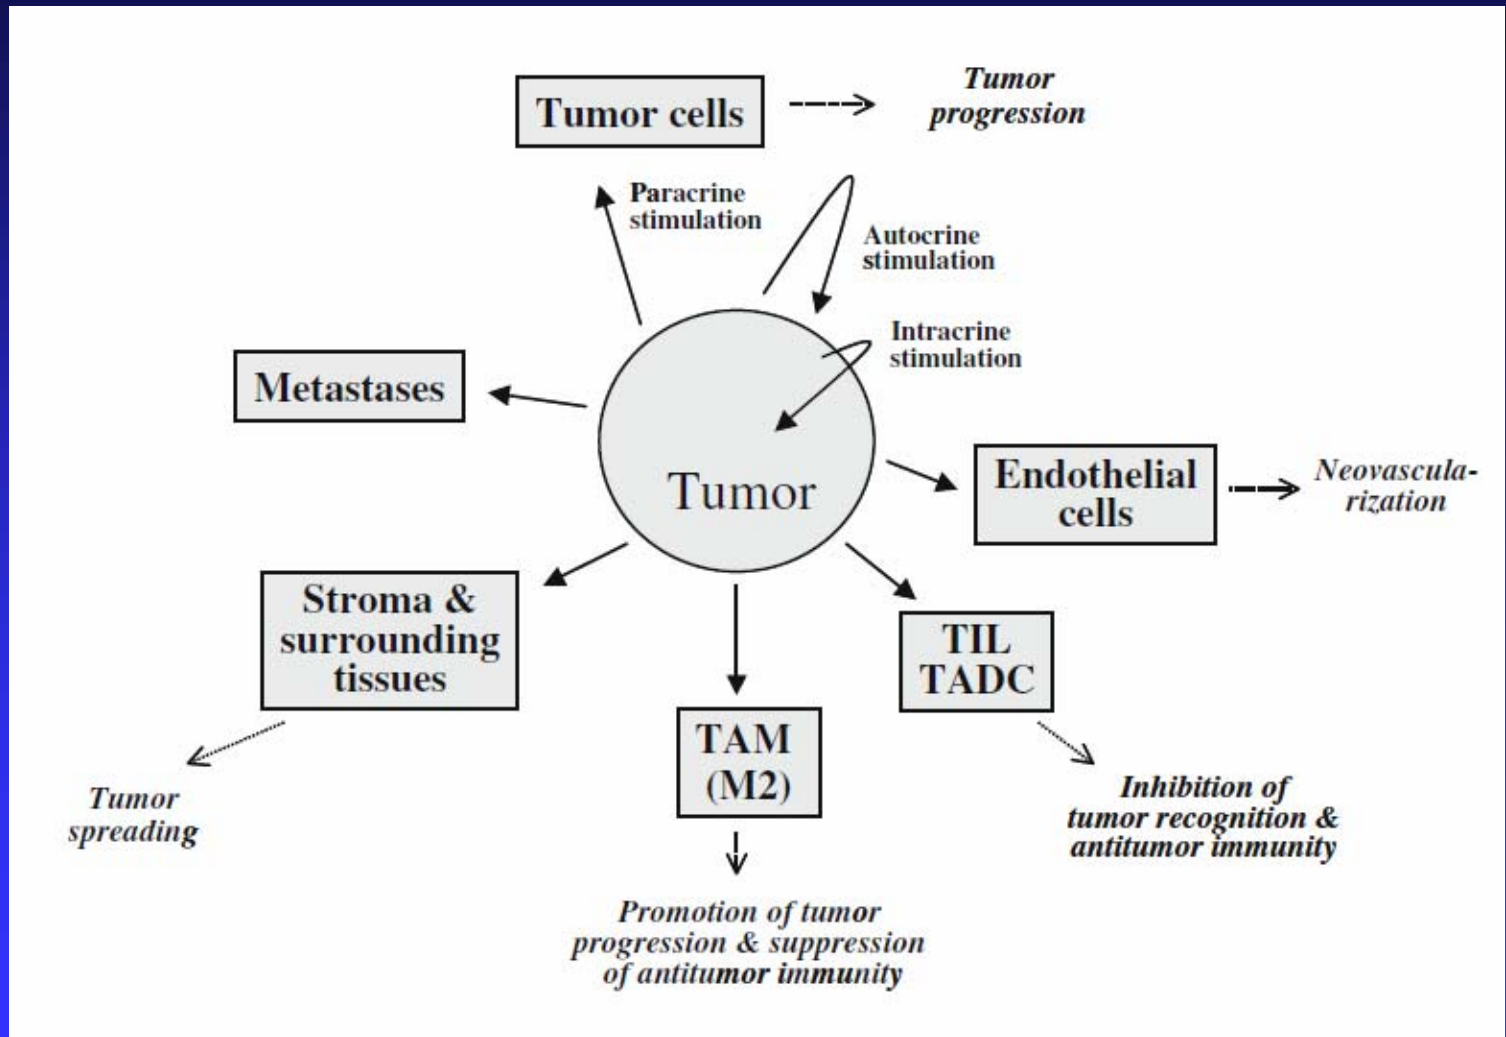 Tumor cells
Tumor
progression
Paracrine
stimulation
Autocrine
stimulation
Intracrine
stimulation
Metastases
Tumor
Endothelial
cells
Neovascula-
rization
Stroma &
surrounding
tissues
TIL
TADC
TAM
(M2)
Tumor
spreading
Inhibition of
tumor recognition &
antitumor immunity
Promotion of tumor
progression & suppression
of antitumor immunity